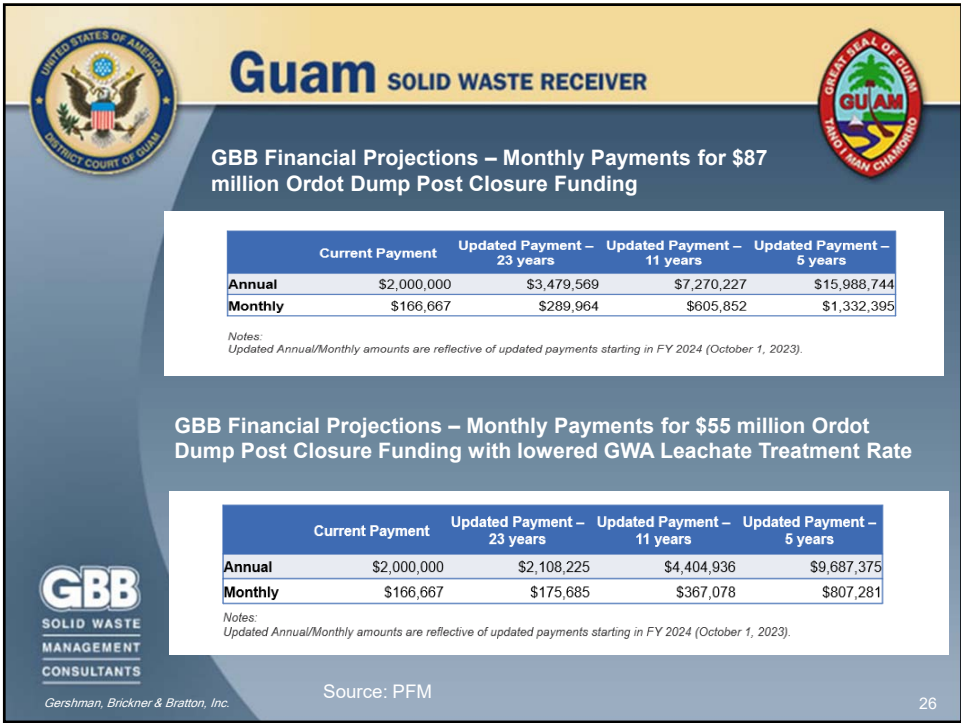 UNITED STATES OF AMERICA
DISTRICT COURT OF GUAM
Guam SOLID WASTE RECEIVER
GREAT SEAL OF GUAM
GUAM
TANO I MAN CHAMORRO
GBB Financial Projections – Monthly Payments for $87
million Ordot Dump Post Closure Funding
Current Payment Updated Payment – 23 years Updated Payment – 11 years Updated Payment – 5 years
Annual $2,000,000 $3,479,569 $7,270,227 $15,988,744
Monthly $166,667 $289,964 $605,852 $1,332,395
Notes:
Updated Annual/Monthly amounts are reflective of updated payments starting in FY 2024 (October 1, 2023).
GBB Financial Projections – Monthly Payments for $55 million Ordot
Dump Post Closure Funding with lowered GWA Leachate Treatment Rate
Current Payment Updated Payment – 23 years Updated Payment – 11 years Updated Payment – 5 years
Annual $2,000,000 $2,108,225 $4,404,936 $9,687,375
Monthly $166,667 $175,685 $367,078 $807,281
Notes:
Updated Annual/Monthly amounts are reflective of updated payments starting in FY 2024 (October 1, 2023).
GBB
SOLID WASTE
MANAGEMENT
CONSULTANTS
Gershman, Brickner & Bratton, Inc.
Source: PFM
26